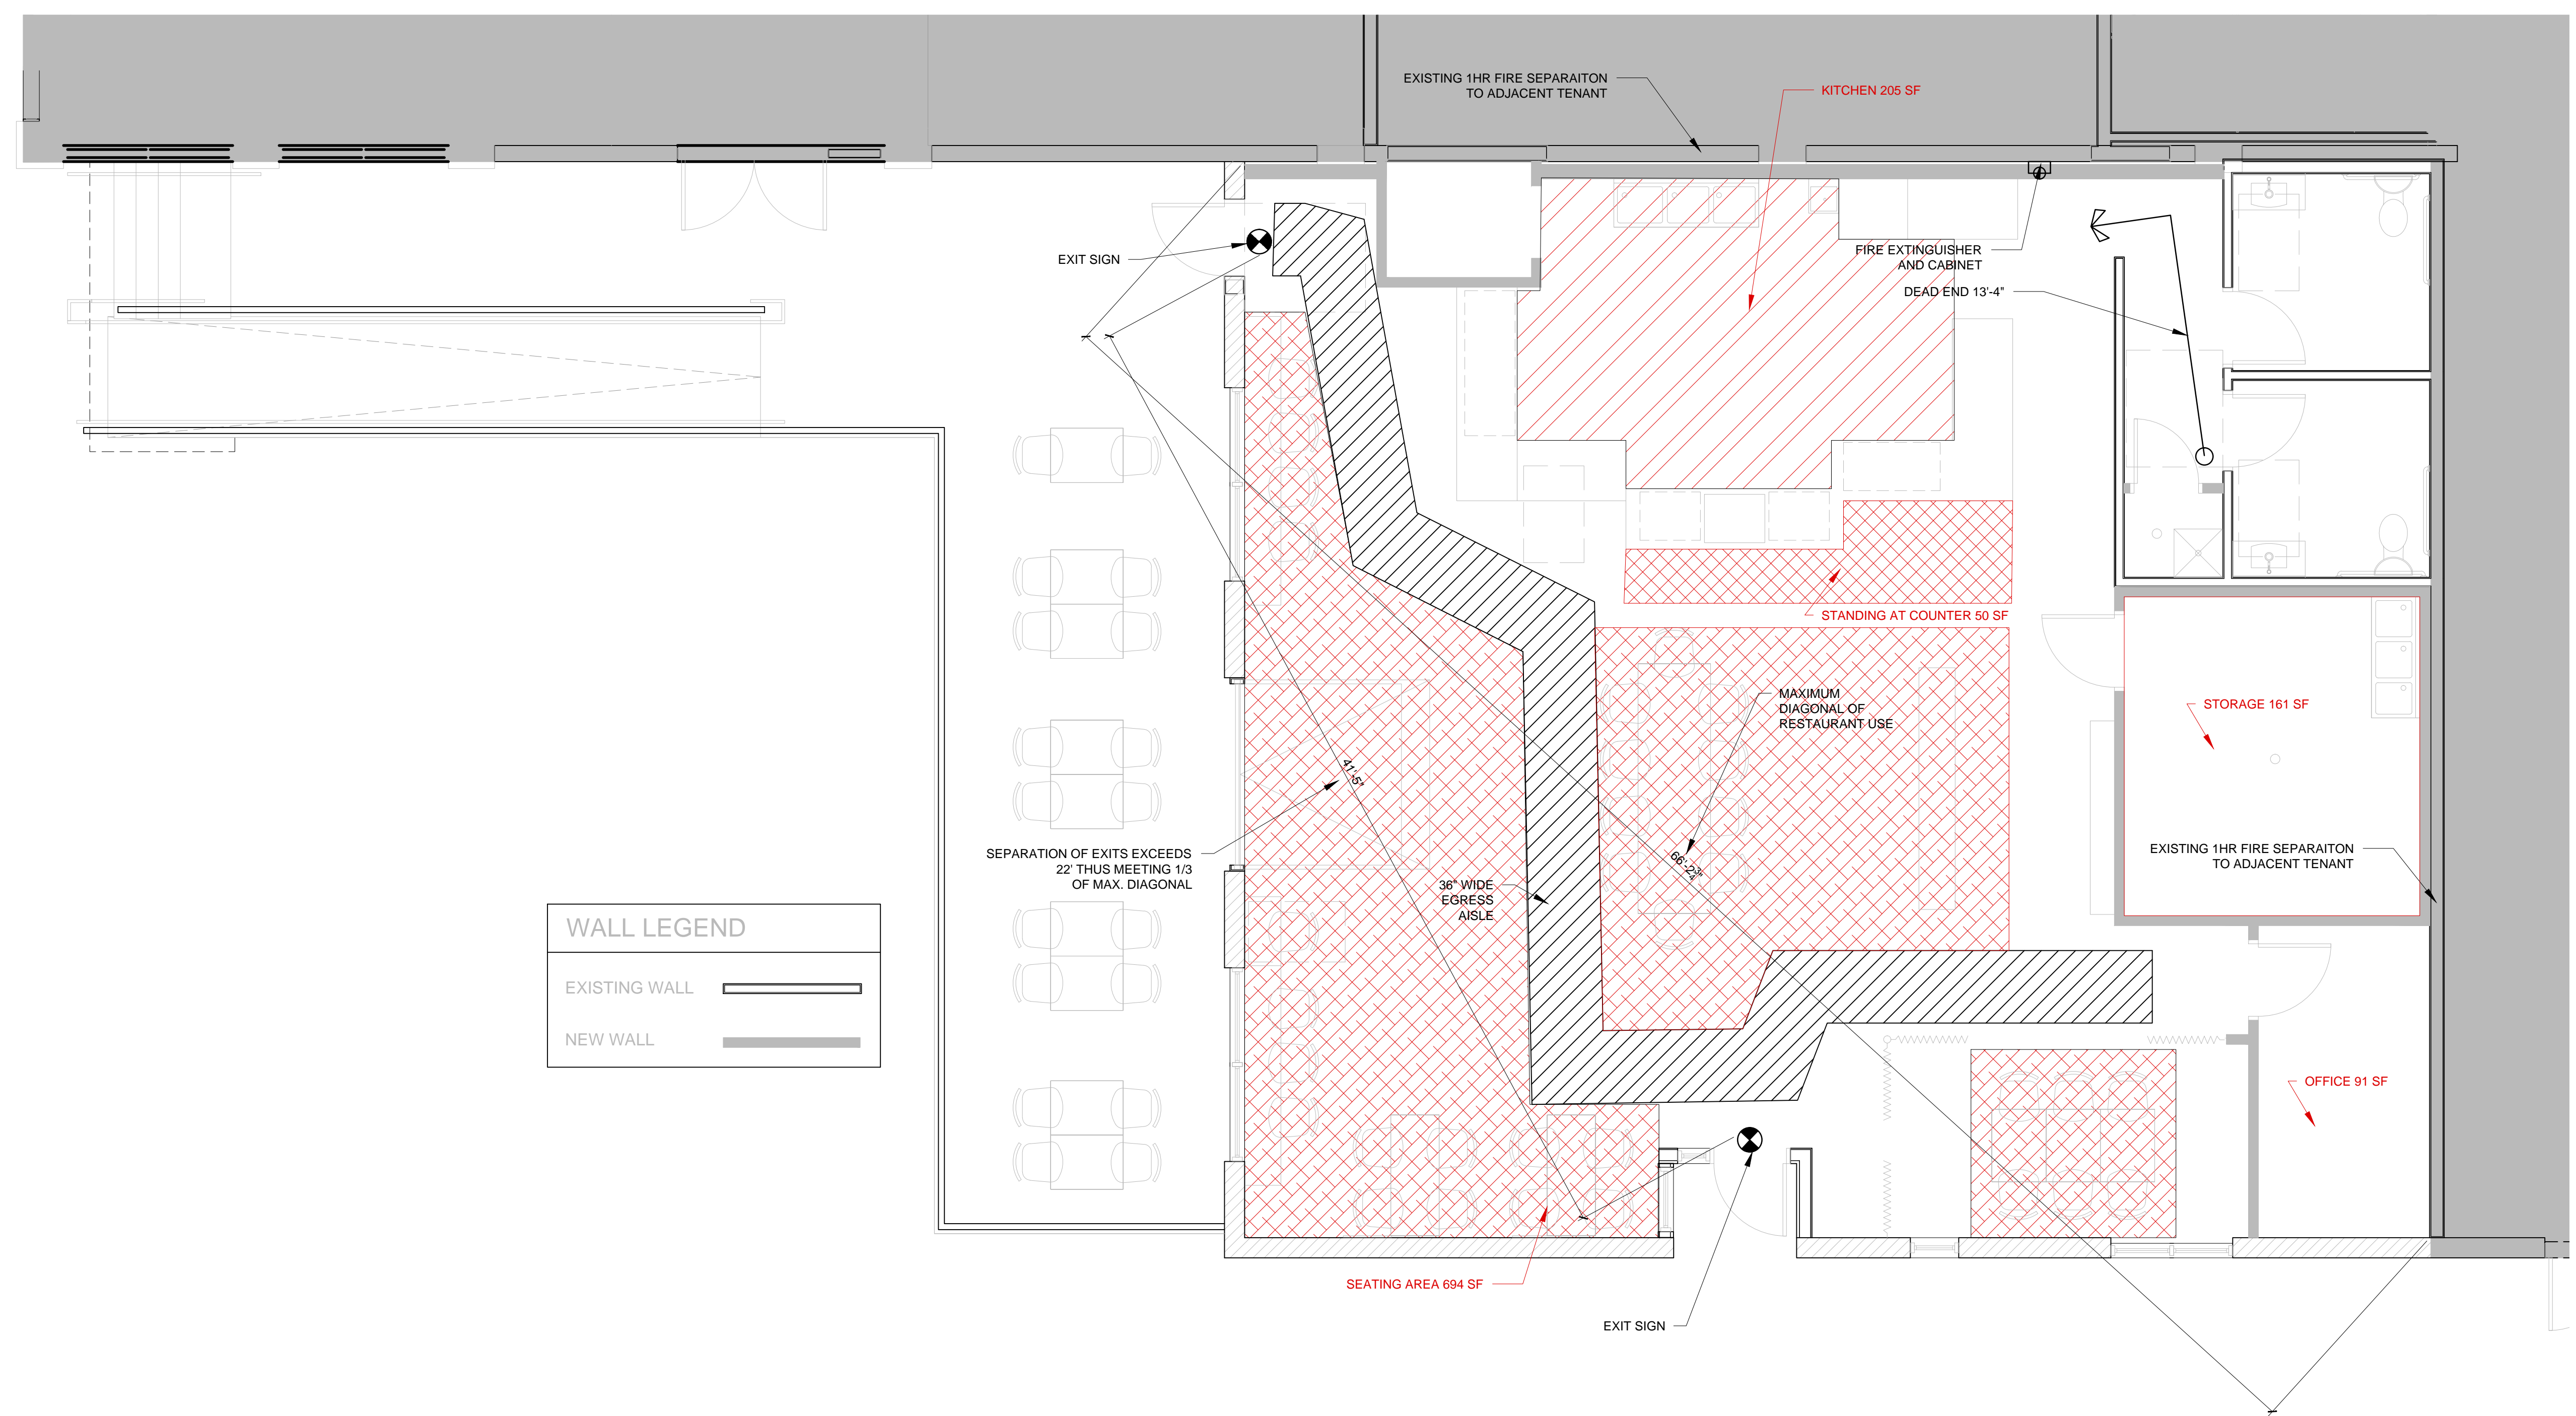 EXISTING 1HR FIRE SEPARAITON
TO ADJACENT TENANT
KITCHEN 205 SF
EXIT SIGN
FIRE EXTINGUISHER
AND CABINET
DEAD END 13'-4"
STANDING AT COUNTER 50 SF
MAXIMUM
DIAGONAL OF
RESTAURANT USE
STORAGE 161 SF
41'-5"
SEPARATION OF EXITS EXCEEDS
22' THUS MEETING 1/3
OF MAX. DIAGONAL
66'-2 3/4"
36" WIDE
EGRESS
AISLE
EXISTING 1HR FIRE SEPARAITON
TO ADJACENT TENANT
WALL LEGEND
EXISTING WALL
NEW WALL
OFFICE 91 SF
SEATING AREA 694 SF
EXIT SIGN